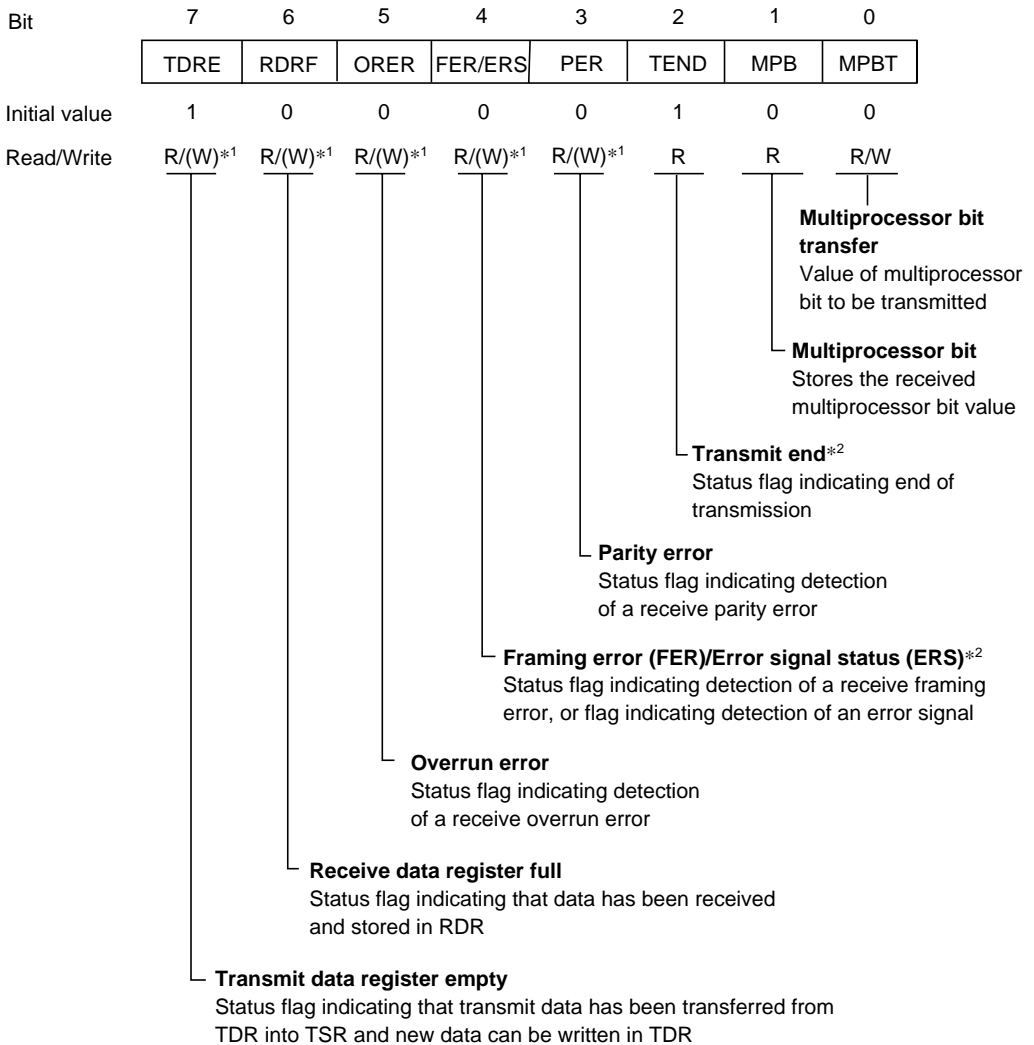 Bit 7 6 5 4 3 2 1 0
TDRE RDRF ORER FER/ERS PER TEND MPB MPBT
Initial value 1 0 0 0 0 1 0 0
Read/Write R/(W)*1 R/(W)*1 R/(W)*1 R/(W)*1 R/(W)*1 R R R/W
Multiprocessor bit
transfer
Value of multiprocessor
bit to be transmitted
Multiprocessor bit
Stores the received
multiprocessor bit value
Transmit end*2
Status flag indicating end of
transmission
Parity error
Status flag indicating detection
of a receive parity error
Framing error (FER)/Error signal status (ERS)*2
Status flag indicating detection of a receive framing
error, or flag indicating detection of an error signal
Overrun error
Status flag indicating detection
of a receive overrun error
Receive data register full
Status flag indicating that data has been received
and stored in RDR
Transmit data register empty
Status flag indicating that transmit data has been transferred from
TDR into TSR and new data can be written in TDR